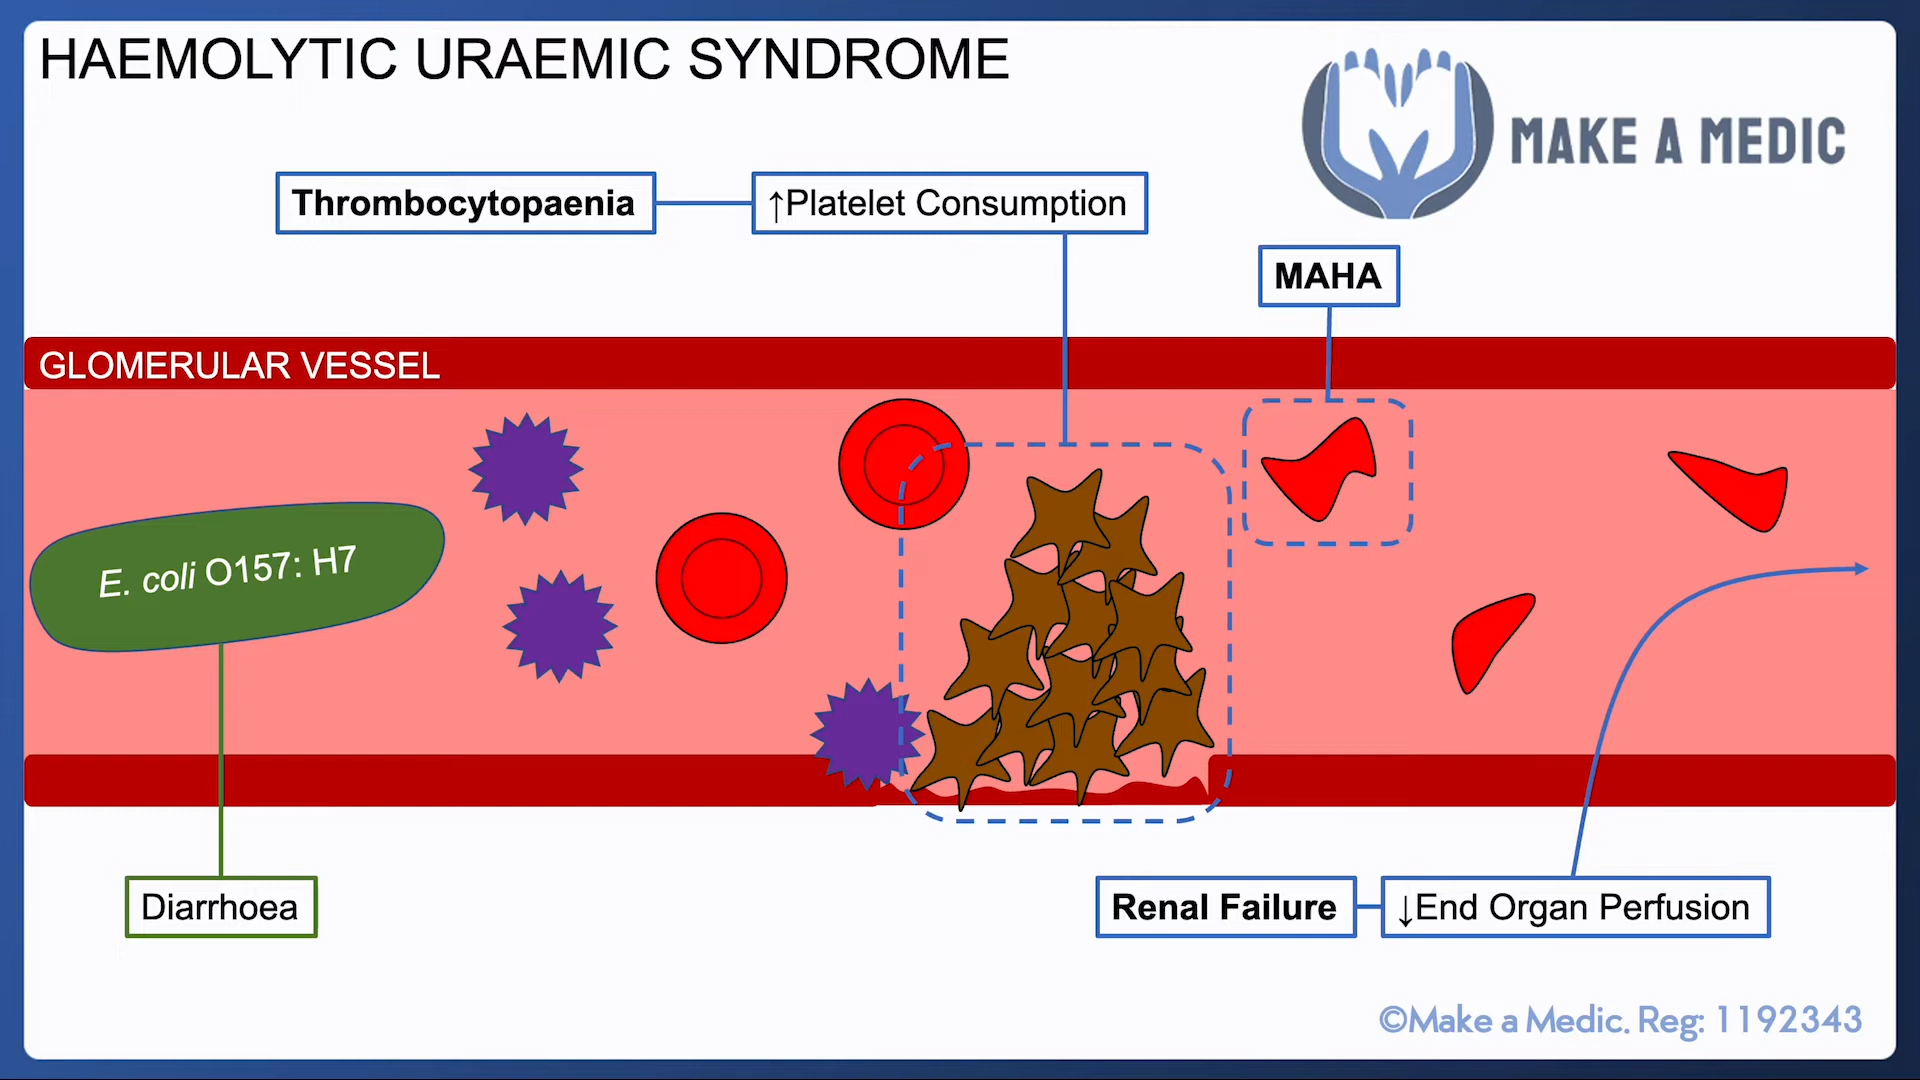 HAEMOLYTIC URAEMIC SYNDROME
MAKE A MEDIC
Thrombocytopaenia
↑Platelet Consumption
MAHA
GLOMERULAR VESSEL
E. coli O157: H7
Diarrhoea
Renal Failure
↓End Organ Perfusion
©Make a Medic. Reg: 1192343